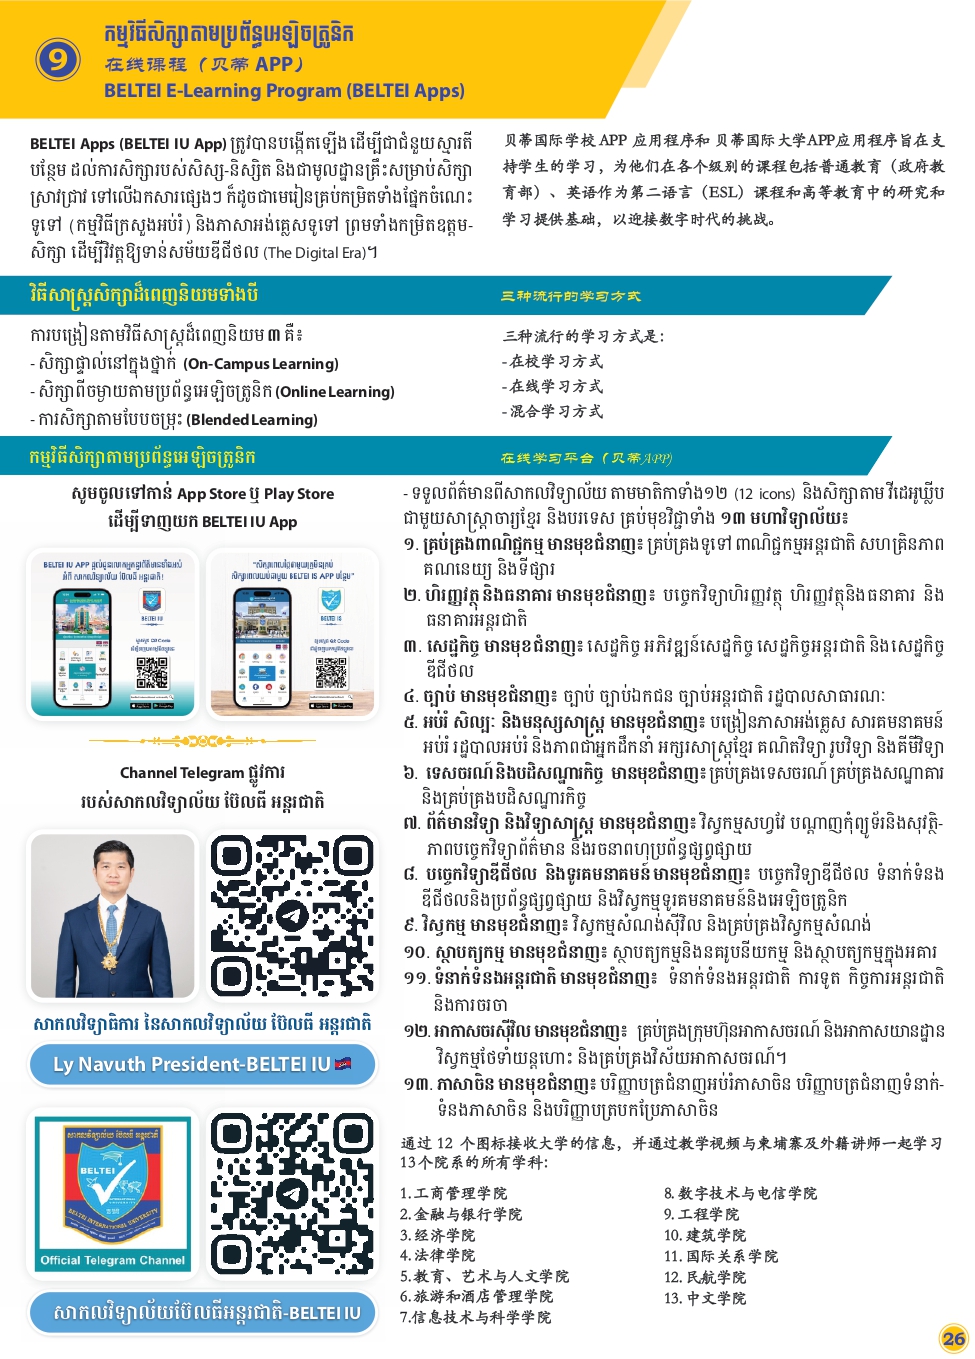 9
កម្មវិធីសិក្សាតាមប្រព័ន្ធអេឡិចត្រូនិក
在线课程（贝蒂 APP）
BELTEI E-Learning Program (BELTEI Apps)
BELTEI Apps (BELTEI IU App) ត្រូវបានបង្កើតឡើង ដើម្បីជាជំនួយស្មារតី
បន្ថែម ដល់ការសិក្សារបស់សិស្ស-និស្សិត និងជាមូលដ្ឋានគ្រឹះសម្រាប់សិក្សា
ស្រាវជ្រាវ ទៅលើឯកសារផ្សេងៗ ក៏ដូចជាមេរៀនគ្រប់កម្រិតទាំងផ្នែកចំណេះ
ទូទៅ (កម្មវិធីក្រសួងអប់រំ) និងភាសាអង់គ្លេសទូទៅ ព្រមទាំងកម្រិតឧត្តម-
សិក្សា ដើម្បីវិវត្តឱ្យទាន់សម័យឌីជីថល (The Digital Era)។
贝蒂国际学校 APP 应用程序和 贝蒂国际大学APP应用程序旨在支
持学生的学习，为他们在各个级别的课程包括普通教育（政府教
育部）、英语作为第二语言（ESL）课程和高等教育中的研究和
学习提供基础，以迎接数字时代的挑战。
វិធីសាស្ត្រសិក្សាដ៏ពេញនិយមទាំងបី
三种流行的学习方式
ការបង្រៀនតាមវិធីសាស្ត្រដ៏ពេញនិយម ៣ គឺ៖
- សិក្សាផ្ទាល់នៅក្នុងថ្នាក់ (On-Campus Learning)
- សិក្សាពីចម្ងាយតាមប្រព័ន្ធអេឡិចត្រូនិក (Online Learning)
- ការសិក្សាតាមបែបចម្រុះ (Blended Learning)
三种流行的学习方式是：
- 在校学习方式
- 在线学习方式
- 混合学习方式
កម្មវិធីសិក្សាតាមប្រព័ន្ធអេឡិចត្រូនិក
在线学习平台（贝蒂APP)
សូមចូលទៅកាន់ App Store ឬ Play Store
ដើម្បីទាញយក BELTEI IU App
Channel Telegram ផ្លូវការ
របស់សាកលវិទ្យាល័យ ប៊ែលធី អន្តរជាតិ
សាកលវិទ្យាធិការ នៃសាកលវិទ្យាល័យ ប៊ែលធី អន្តរជាតិ
Ly Navuth President-BELTEI IU
សាកលវិទ្យាល័យ ប៊ែលធី អន្តរជាតិ
BELTEI
BELTEI INTERNATIONAL UNIVERSITY
Official Telegram Channel
សាកលវិទ្យាល័យប៊ែលធីអន្តរជាតិ-BELTEI IU
- ទទួលព័ត៌មានពីសាកលវិទ្យាល័យ តាមមាតិកាទាំង១២ (12 icons) និងសិក្សាតាម វីដេអូឃ្លីប
ជាមួយសាស្ត្រាចារ្យខ្មែរ និងបរទេស គ្រប់មុខវិជ្ជាទាំង ១៣ មហាវិទ្យាល័យ៖
១. គ្រប់គ្រងពាណិជ្ជកម្ម មានមុខជំនាញ៖ គ្រប់គ្រងទូទៅ ពាណិជ្ជកម្មអន្តរជាតិ សហគ្រិនភាព
គណនេយ្យ និងទីផ្សារ
២. ហិរញ្ញវត្ថុ និងធនាគារ មានមុខជំនាញ៖ បច្ចេកវិទ្យាហិរញ្ញវត្ថុ ហិរញ្ញវត្ថុនិងធនាគារ និង
ធនាគារអន្តរជាតិ
៣. សេដ្ឋកិច្ច មានមុខជំនាញ៖ សេដ្ឋកិច្ច អភិវឌ្ឍន៍សេដ្ឋកិច្ច សេដ្ឋកិច្ចអន្តរជាតិ និងសេដ្ឋកិច្ច
ឌីជីថល
៤. ច្បាប់ មានមុខជំនាញ៖ ច្បាប់ ច្បាប់ឯកជន ច្បាប់អន្តរជាតិ រដ្ឋបាលសាធារណៈ
៥. អប់រំ សិល្បៈ និងមនុស្សសាស្ត្រ មានមុខជំនាញ៖ បង្រៀនភាសាអង់គ្លេស សារគមនាគមន៍
អប់រំ រដ្ឋបាលអប់រំ និងភាពជាអ្នកដឹកនាំ អក្សរសាស្ត្រខ្មែរ គណិតវិទ្យា រូបវិទ្យា និងគីមីវិទ្យា
៦. ទេសចរណ៍ និងបដិសណ្ឋារកិច្ច មានមុខជំនាញ៖ គ្រប់គ្រងទេសចរណ៍ គ្រប់គ្រងសណ្ឋាគារ
និងគ្រប់គ្រងបដិសណ្ឋារកិច្ច
៧. ព័ត៌មានវិទ្យា និងវិទ្យាសាស្ត្រ មានមុខជំនាញ៖ វិស្វកម្មសហ្វវែ បណ្តាញកុំព្យូទ័រនិងសុវត្ថិ-
ភាពបច្ចេកវិទ្យាព័ត៌មាន និងរចនាពហុប្រព័ន្ធផ្សព្វផ្សាយ
៨. បច្ចេកវិទ្យាឌីជីថល និងទូរគមនាគមន៍ មានមុខជំនាញ៖ បច្ចេកវិទ្យាឌីជីថល ទំនាក់ទំនង
ឌីជីថលនិងប្រព័ន្ធផ្សព្វផ្សាយ និងវិស្វកម្មទូរគមនាគមន៍និងអេឡិចត្រូនិក
៩. វិស្វកម្ម មានមុខជំនាញ៖ វិស្វកម្មសំណង់ស៊ីវិល និងគ្រប់គ្រងវិស្វកម្មសំណង់
១០. ស្ថាបត្យកម្ម មានមុខជំនាញ៖ ស្ថាបត្យកម្មនិងនគរូបនីយកម្ម និងស្ថាបត្យកម្មក្នុងអគារ
១១. ទំនាក់ទំនងអន្តរជាតិ មានមុខជំនាញ៖ ទំនាក់ទំនងអន្តរជាតិ ការទូត កិច្ចការអន្តរជាតិ
និងការចរចា
១២. អាកាសចរស៊ីវិល មានមុខជំនាញ៖ គ្រប់គ្រងក្រុមហ៊ុនអាកាសចរណ៍ និងអាកាសយានដ្ឋាន
វិស្វកម្មថែទាំយន្តហោះ និងគ្រប់គ្រងវិស័យអាកាសចរណ៍។
១៣. ភាសាចិន មានមុខជំនាញ៖ បរិញ្ញាបត្រជំនាញអប់រំភាសាចិន បរិញ្ញាបត្រជំនាញទំនាក់-
ទំនងភាសាចិន និងបរិញ្ញាបត្របកប្រែភាសាចិន
通过 12 个图标接收大学的信息，并通过教学视频与柬埔寨及外籍讲师一起学习
13个院系的所有学科：
1.工商管理学院
2.金融与银行学院
3.经济学院
4.法律学院
5.教育、艺术与人文学院
6.旅游和酒店管理学院
7.信息技术与科学学院
8. 数字技术与电信学院
9. 工程学院
10. 建筑学院
11. 国际关系学院
12. 民航学院
13. 中文学院
26